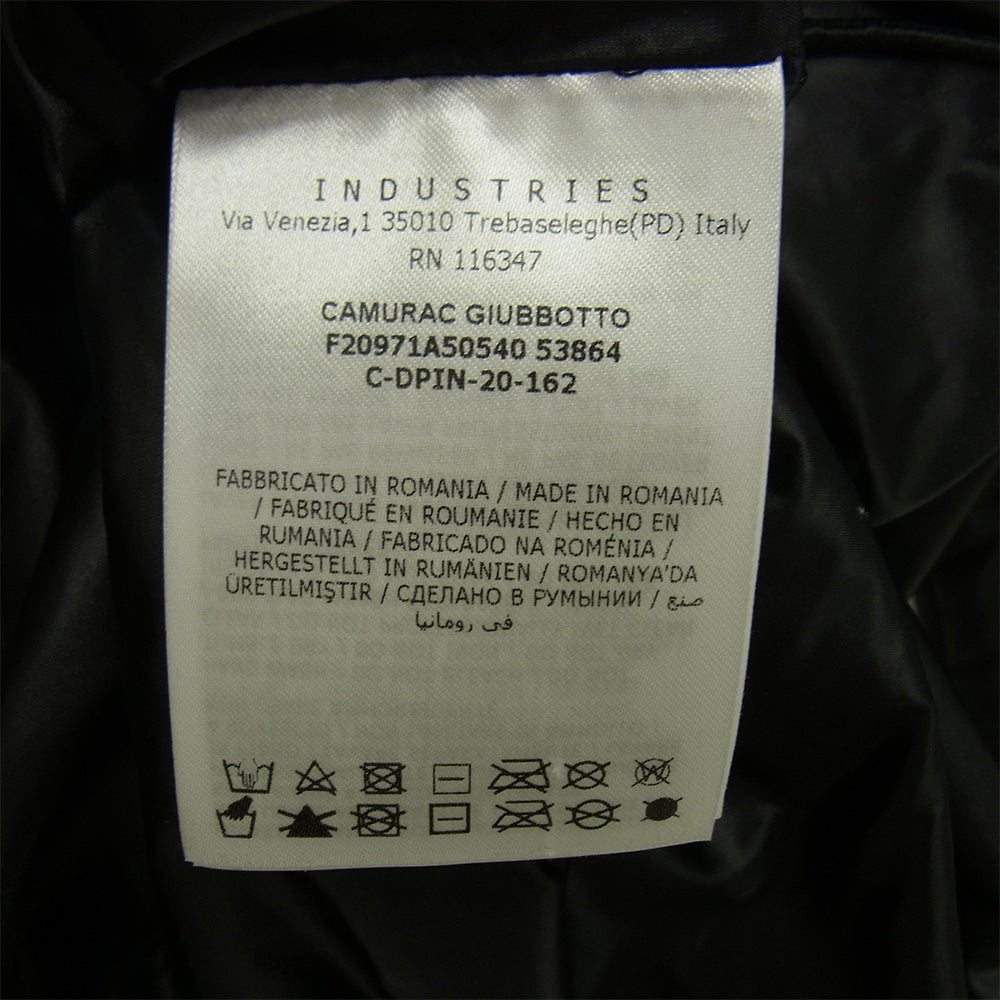 INDUSTRIES
Via Venezia,1 35010 Trebaseleghe(PD) Italy
RN 116347
CAMURAC GIUBBOTTO
F20971A50540 53864
C-DPIN-20-162
FABBRICATO IN ROMANIA / MADE IN ROMANIA
/ FABRIQUÉ EN ROUMANIE / HECHO EN
RUMANIA / FABRICADO NA ROMÉNIA /
HERGESTELLT IN RUMÄNIEN / ROMANYA'DA
ÜRETILMIŞTIR / СДЕЛАНО В РУМЫНИИ / صنع
في رومانيا